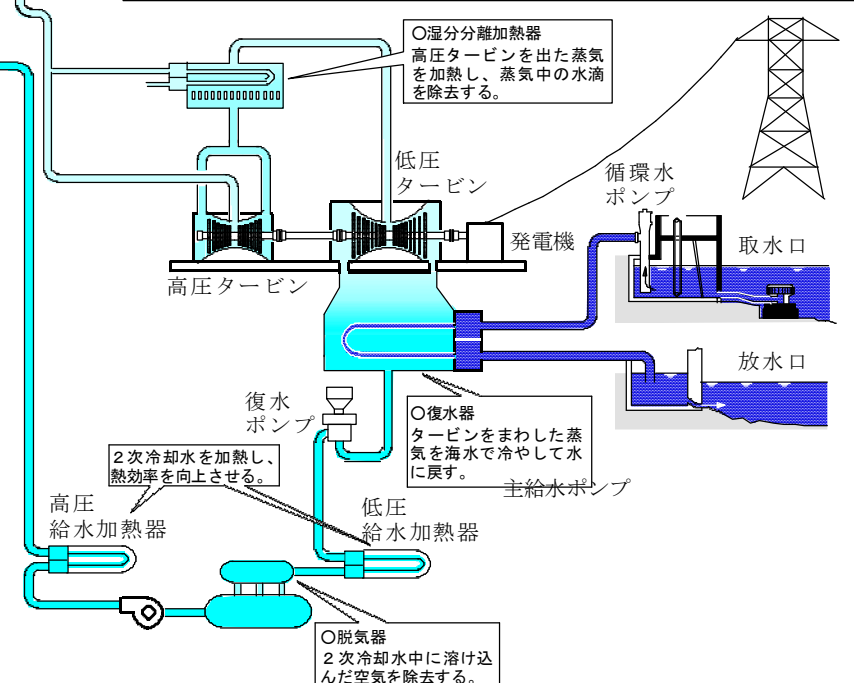 ○湿分分離加熱器
高圧タービンを出た蒸気
を加熱し、蒸気中の水滴
を除去する。
低圧
タービン
循環水
ポンプ
発電機
取水口
高圧タービン
放水口
復水
ポンプ
○復水器
タービンをまわした蒸
気を海水で冷やして水
に戻す。
２次冷却水を加熱し、
熱効率を向上させる。
主給水ポンプ
高圧
給水加熱器
低圧
給水加熱器
○脱気器
２次冷却水中に溶け込
んだ空気を除去する。